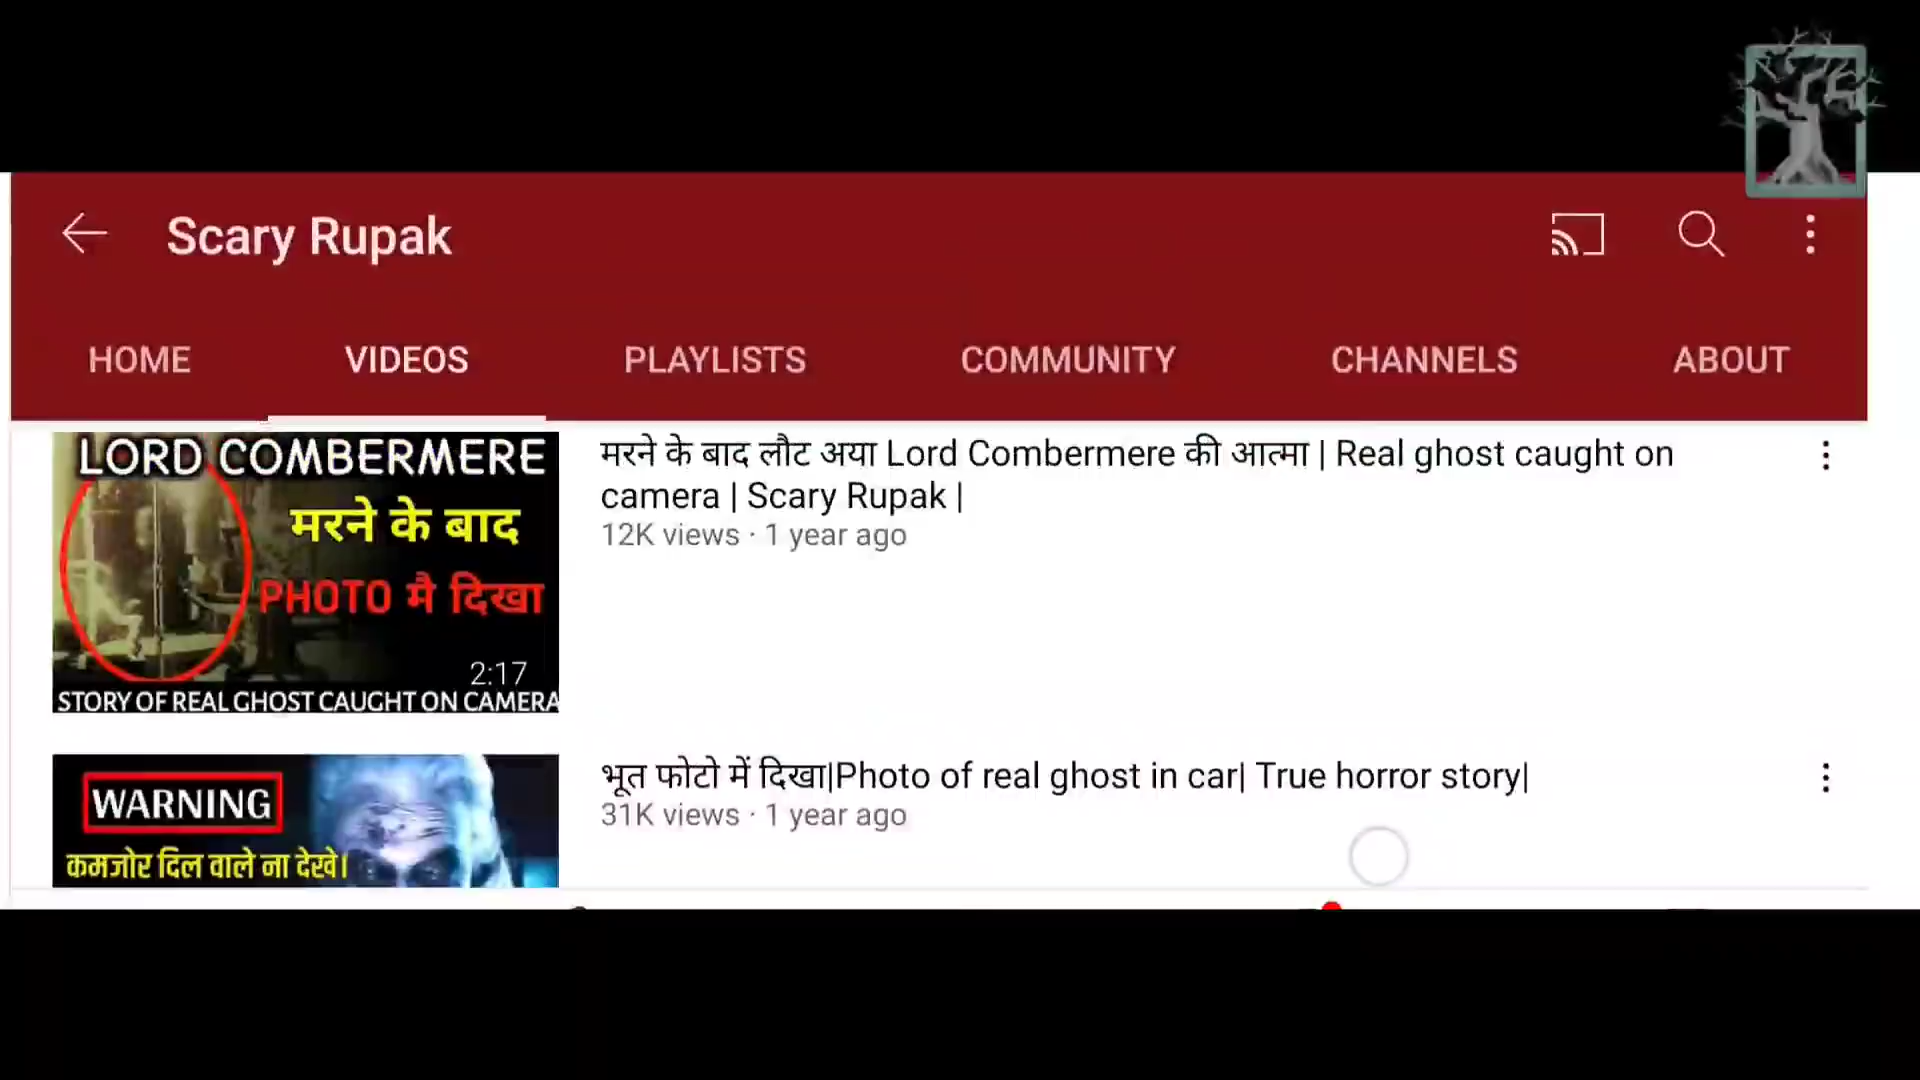 Scary Rupak
HOME VIDEOS PLAYLISTS COMMUNITY CHANNELS ABOUT
LORD COMBERMERE
मरने के बाद
PHOTO मै दिखा
2:17
STORY OF REAL GHOST CAUGHT ON CAMERA
मरने के बाद लौट अया Lord Combermere की आत्मा | Real ghost caught on
camera | Scary Rupak |
12K views · 1 year ago
WARNING
कमजोर दिल वाले ना देखे।
भूत फोटो में दिखा|Photo of real ghost in car| True horror story|
31K views · 1 year ago